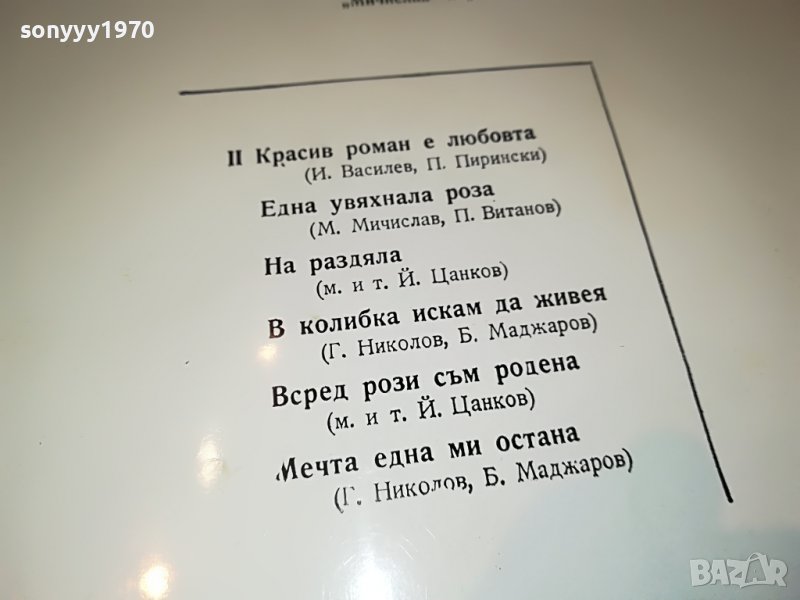 sonyyy1970
II Красив роман е любовта
(И. Василев, П. Пирински)
Една увяхнала роза
(М. Мичислав, П. Витанов)
На раздяла
(м. и т. Й. Цанков)
В колибка искам да живея
(Г. Николов, Б. Маджаров)
Всред рози съм родена
(м. и т. Й. Цанков)
Мечта една ми остана
(Г. Николов, Б. Маджаров)
BAZAR